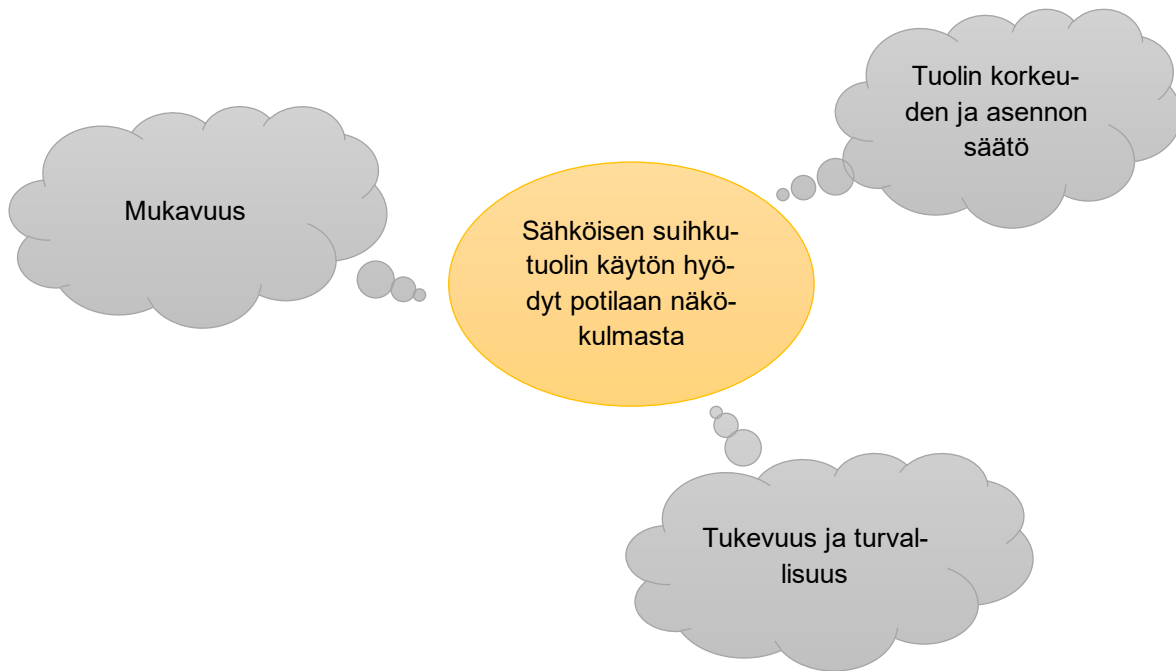 Tuolin korkeu-
den ja asennon
säätö
Mukavuus
Sähköisen suihku-
tuolin käytön hyö-
dyt potilaan näkö-
kulmasta
Tukevuus ja turval-
lisuus